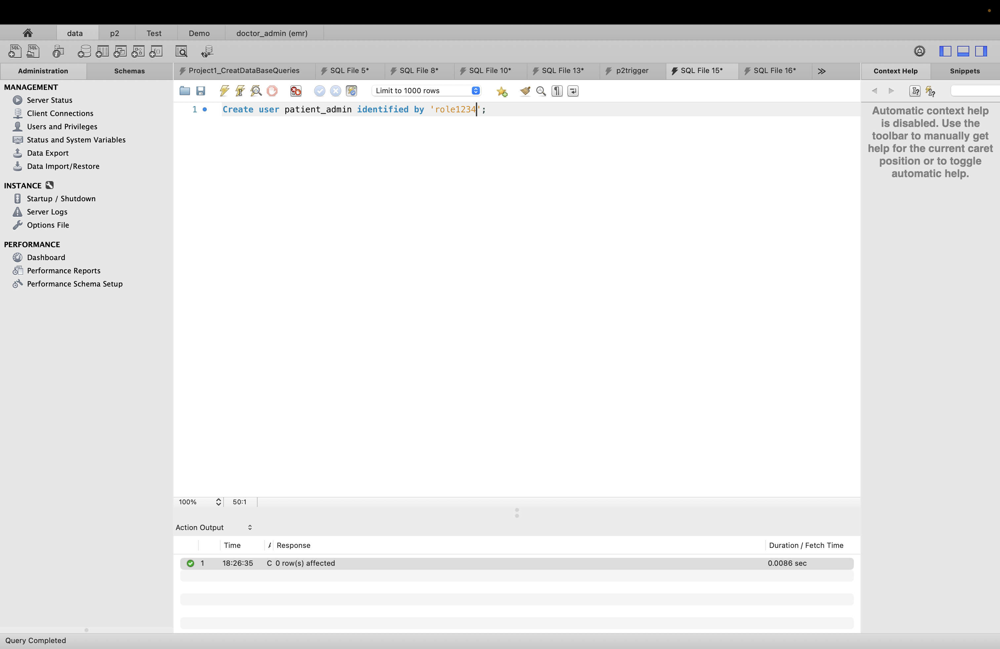 data p2 Test Demo doctor_admin (emr)
SQL SQL
Administration Schemas Project1_CreatDataBaseQueries SQL File 5* SQL File 8* SQL File 10* SQL File 13* p2trigger SQL File 15* SQL File 16* Context Help Snippets
MANAGEMENT
Server Status
Client Connections
Users and Privileges
Status and System Variables
Data Export
Data Import/Restore
INSTANCE
Startup / Shutdown
Server Logs
Options File
PERFORMANCE
Dashboard
Performance Reports
Performance Schema Setup
Limit to 1000 rows
1 Create user patient_admin identified by 'role1234';
Automatic context help
is disabled. Use the
toolbar to manually get
help for the current caret
position or to toggle
automatic help.
100% 50:1
Action Output
Time A Response Duration / Fetch Time
1 18:26:35 C 0 row(s) affected 0.0086 sec
Query Completed